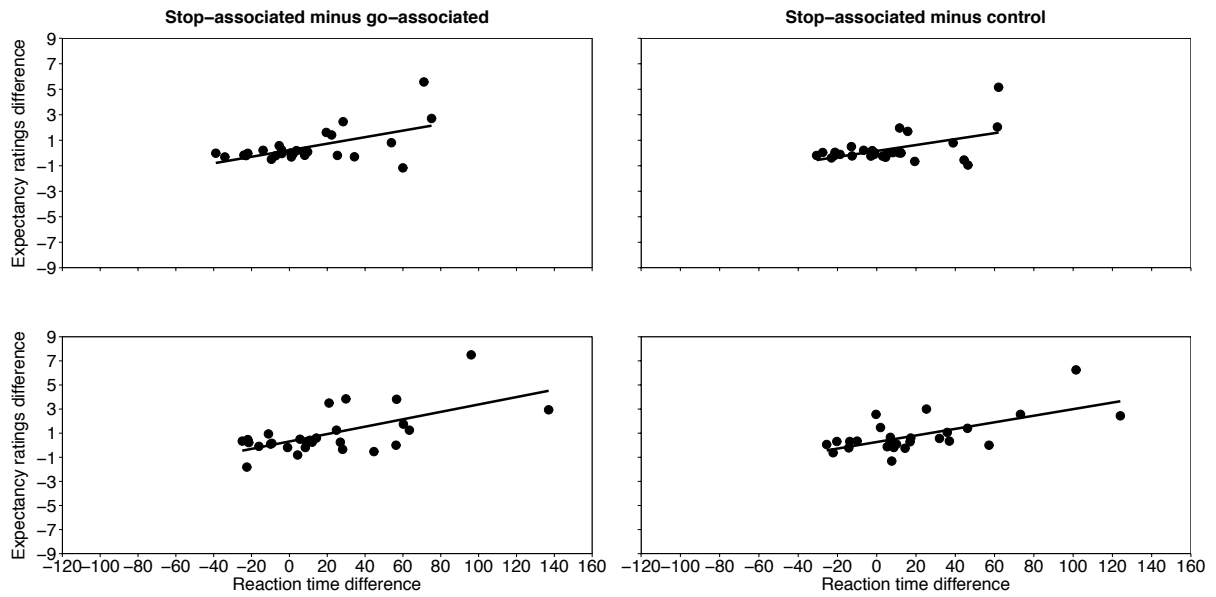 Stop−associated minus go−associated
Stop−associated minus control
Expectancy ratings difference
9
7
5
3
1
−1
−3
−5
−7
−9
Expectancy ratings difference
9
7
5
3
1
−1
−3
−5
−7
−9
−120 −100 −80 −60 −40 −20 0 20 40 60 80 100 120 140 160
−120 −100 −80 −60 −40 −20 0 20 40 60 80 100 120 140 160
Reaction time difference
Reaction time difference